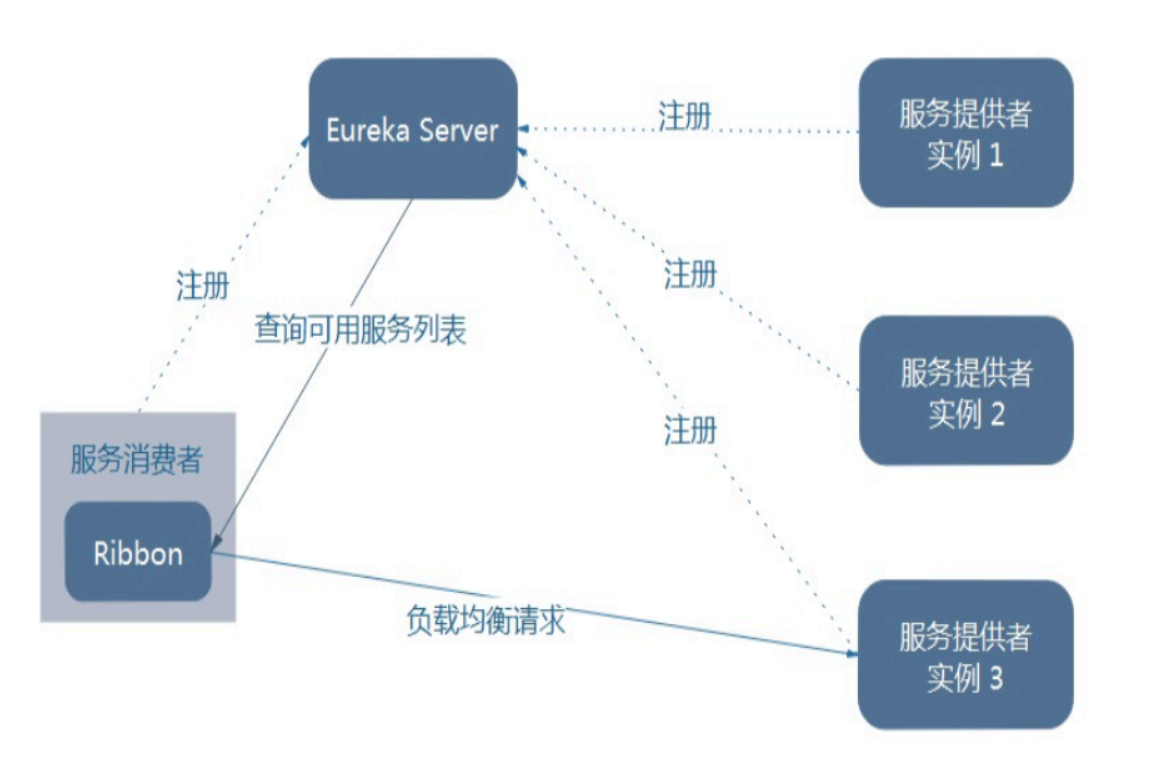 Eureka Server
注册
服务提供者
实例 1
注册
注册
查询可用服务列表
服务提供者
实例 2
注册
服务消费者
Ribbon
负载均衡请求
服务提供者
实例 3